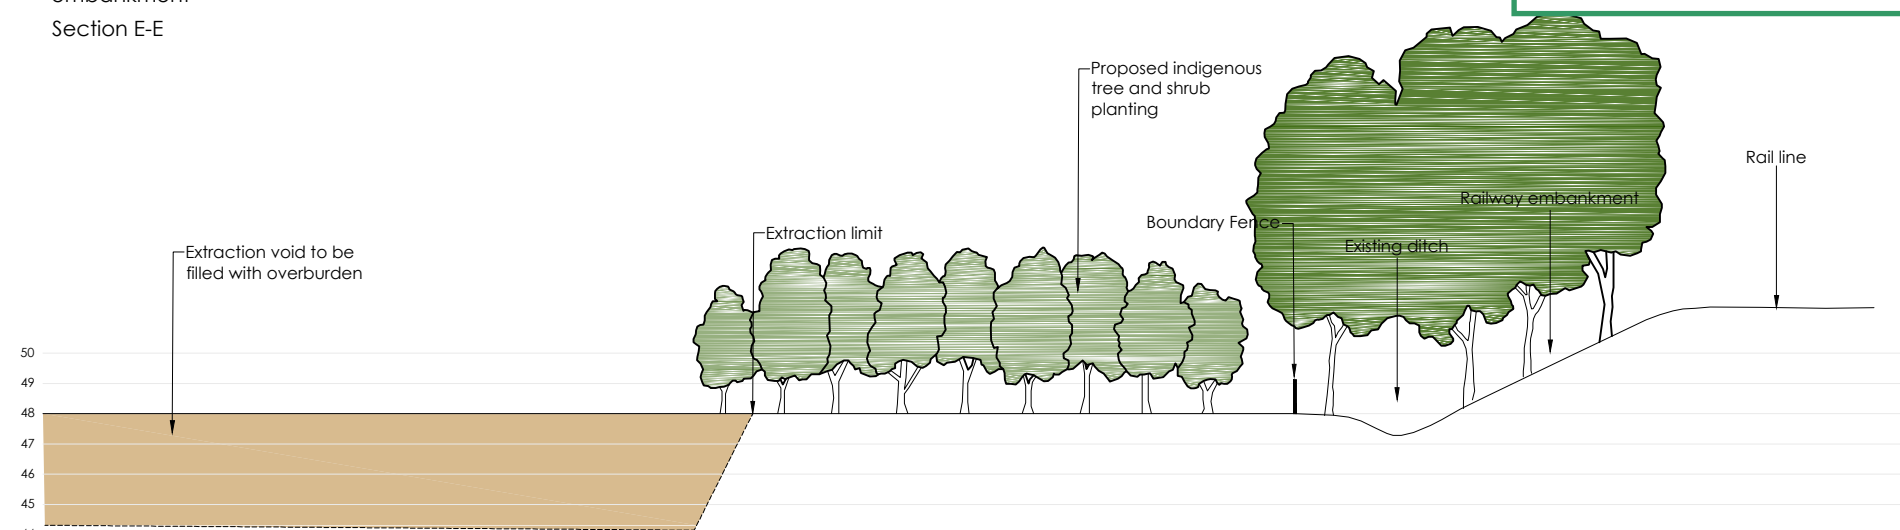 embankment
Section E-E
Proposed indigenous
tree and shrub
planting
Rail line
Railway embankment
Boundary Fence
Extraction limit
Existing ditch
Extraction void to be
filled with overburden
50
49
48
47
46
45